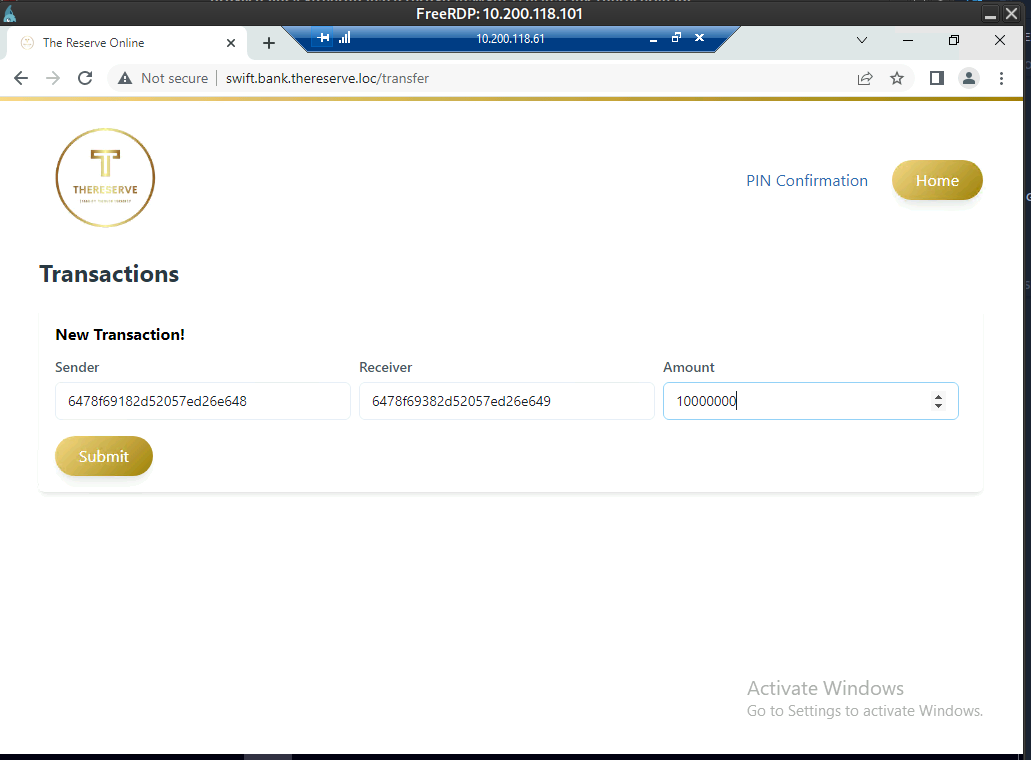 FreeRDP: 10.200.118.101
The Reserve Online
10.200.118.61
Not secure swift.bank.thereserve.loc/transfer
T
THERESERVE
PIN Confirmation
Home
Transactions
New Transaction!
Sender
Receiver
Amount
6478f69182d52057ed26e648
6478f69382d52057ed26e649
10000000
Submit
Activate Windows
Go to Settings to activate Windows.